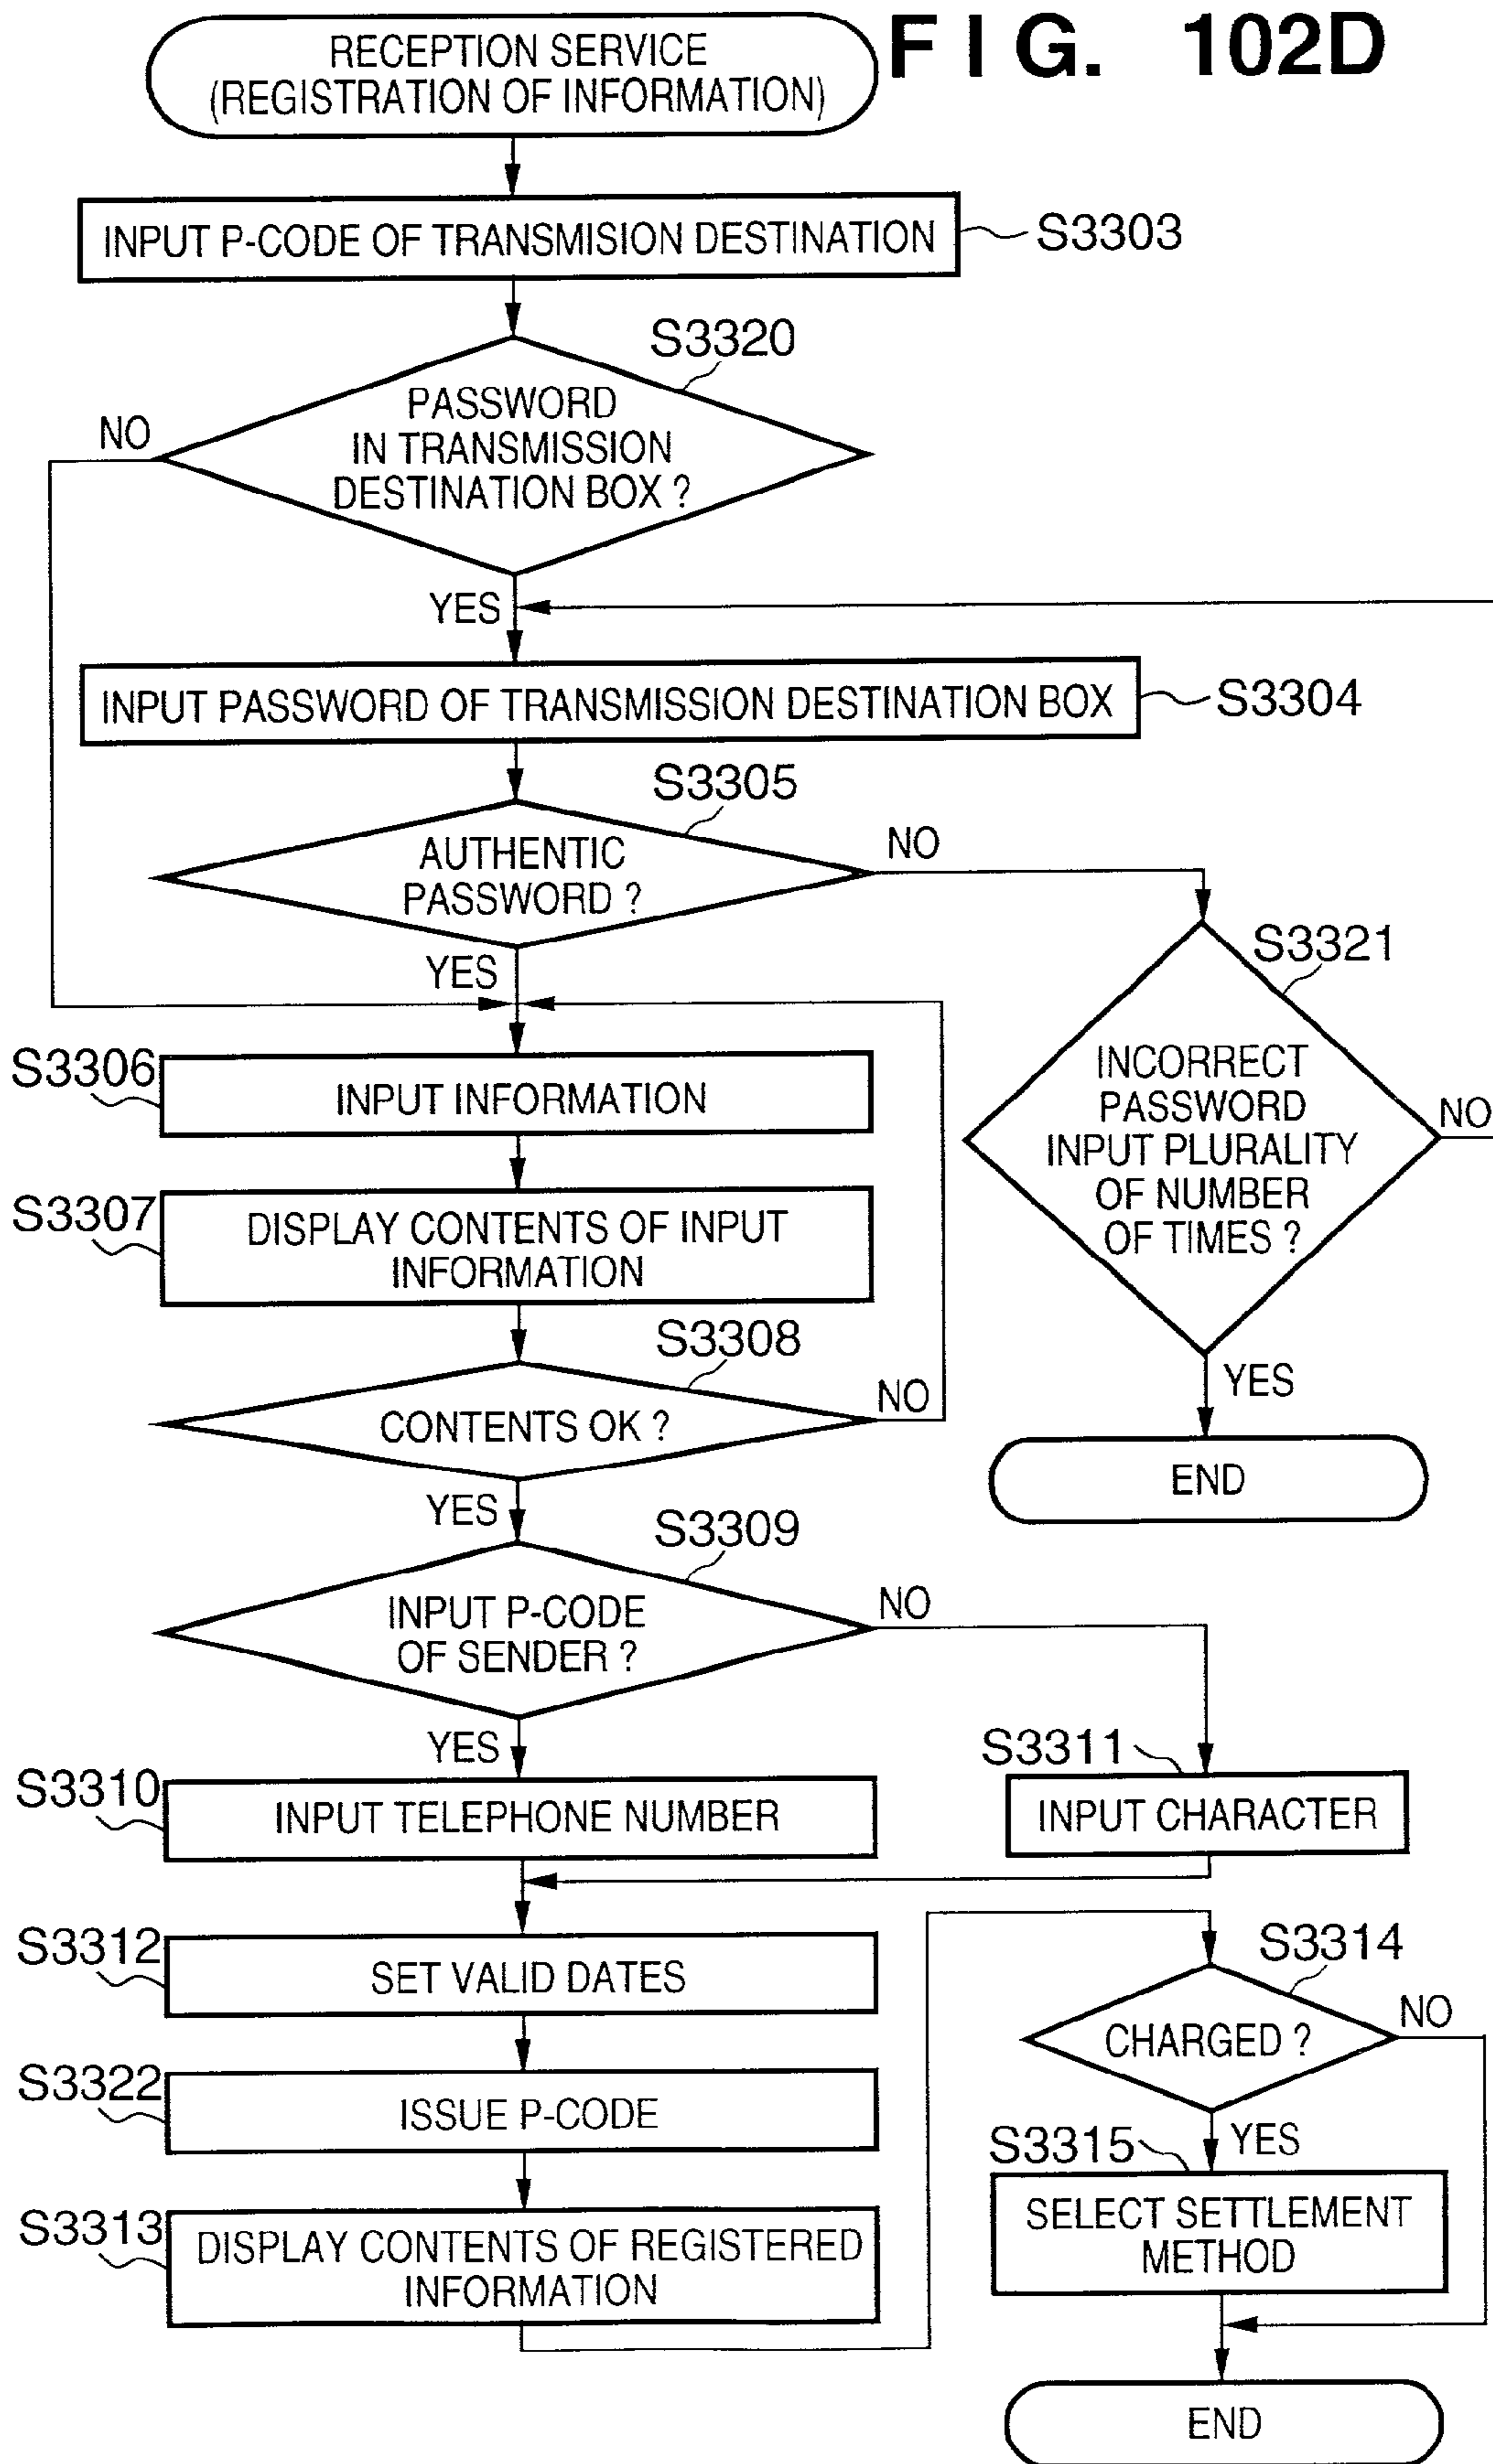 FIG. 102D
RECEPTION SERVICE
(REGISTRATION OF INFORMATION)
INPUT P-CODE OF TRANSMISION DESTINATION
S3303
S3320
PASSWORD
IN TRANSMISSION
DESTINATION BOX ?
NO
YES
INPUT PASSWORD OF TRANSMISSION DESTINATION BOX
S3304
S3305
AUTHENTIC
PASSWORD ?
NO
YES
S3321
INCORRECT
PASSWORD
INPUT PLURALITY
OF NUMBER
OF TIMES ?
NO
YES
END
S3306
INPUT INFORMATION
S3307
DISPLAY CONTENTS OF INPUT
INFORMATION
S3308
CONTENTS OK ?
NO
YES
S3309
INPUT P-CODE
OF SENDER ?
NO
YES
S3310
INPUT TELEPHONE NUMBER
S3311
INPUT CHARACTER
S3312
SET VALID DATES
S3322
ISSUE P-CODE
S3313
DISPLAY CONTENTS OF REGISTERED
INFORMATION
S3314
CHARGED ?
NO
YES
S3315
SELECT SETTLEMENT
METHOD
END